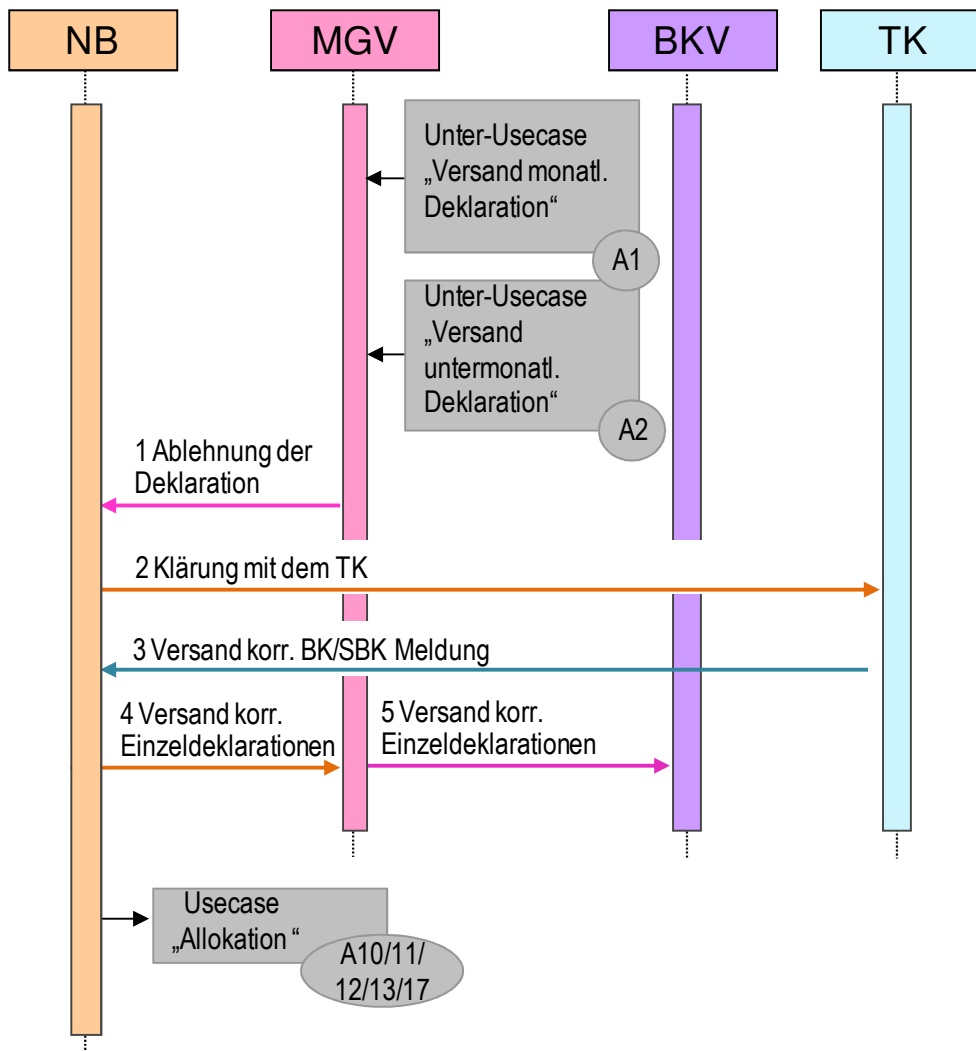 NB
MGV
BKV
TK
Unter-Usecase
„Versand monatl.
Deklaration“
A1
Unter-Usecase
„Versand
untermonatl.
Deklaration“
A2
1 Ablehnung der
Deklaration
2 Klärung mit dem TK
3 Versand korr. BK/SBK Meldung
4 Versand korr.
Einzeldeklarationen
5 Versand korr.
Einzeldeklarationen
Usecase
„Allokation “
A10/11/
12/13/17